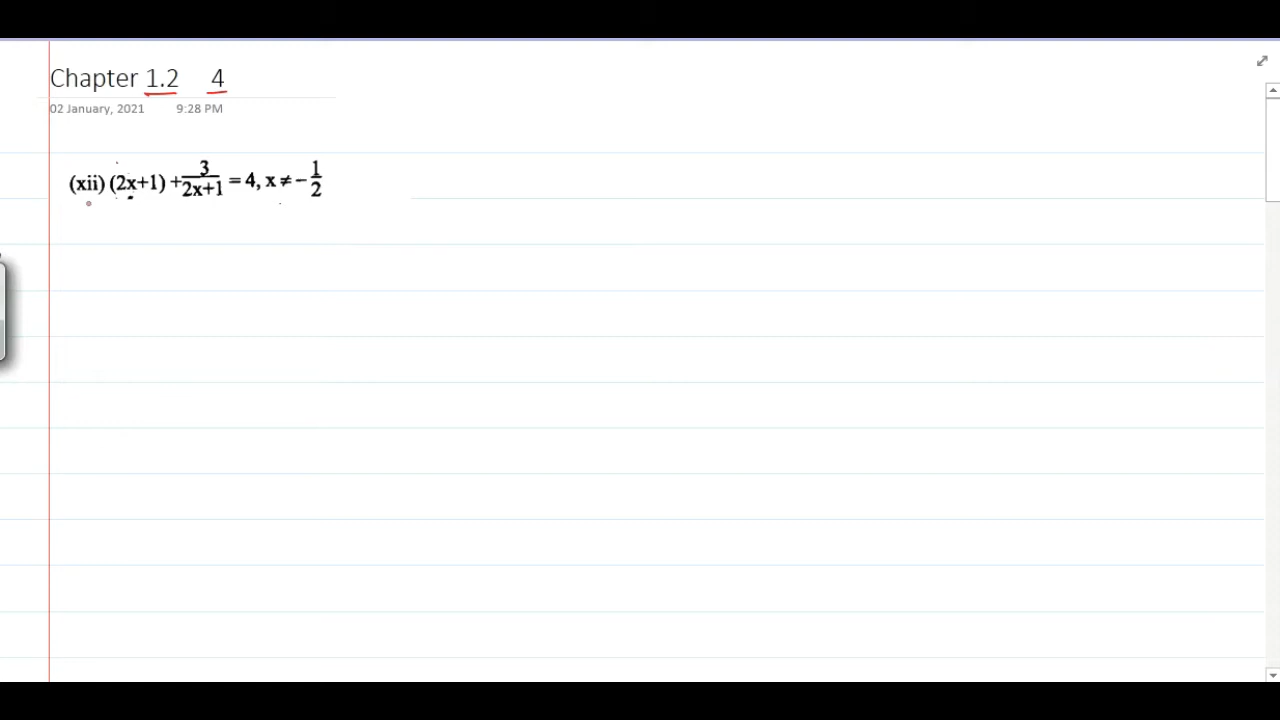 Chapter 1.2 4
02 January, 2021 9:28 PM
(xii) (2x+1) + 3/(2x+1) = 4, x ≠ - 1/2